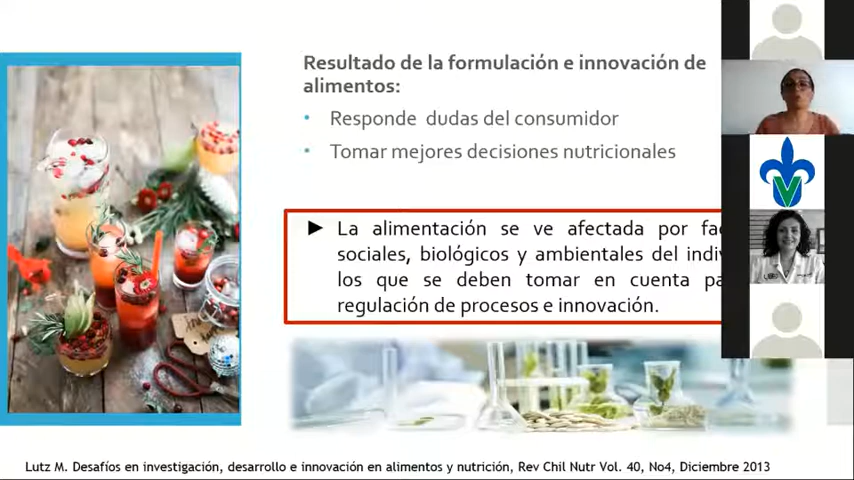 Resultado de la formulación e innovación de
alimentos:
• Responde dudas del consumidor
• Tomar mejores decisiones nutricionales
► La alimentación se ve afectada por
sociales, biológicos y ambientales del
los que se deben tomar en cuenta
regulación de procesos e innovación.
Lutz M. Desafíos en investigación, desarrollo e innovación en alimentos y nutrición, Rev Chil Nutr Vol. 40, No4, Diciembre 2013